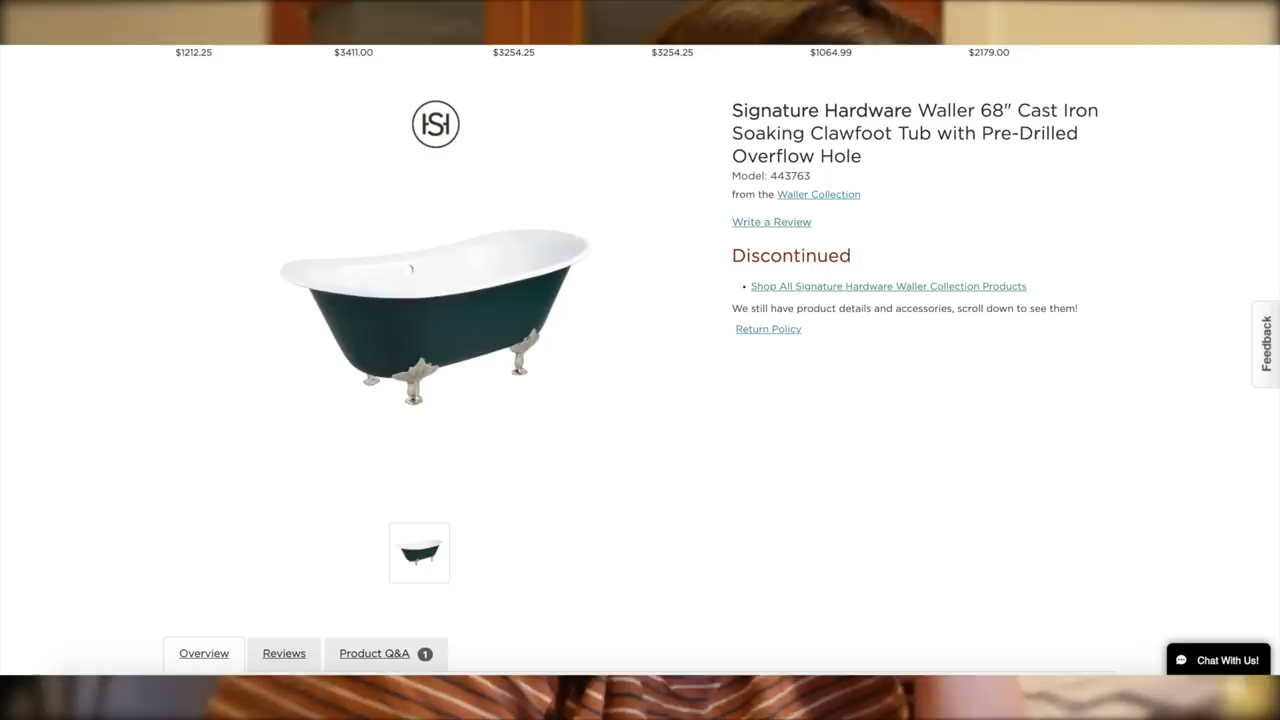 $1212.25 $3411.00 $3254.25 $3254.25 $1064.99 $2179.00
HS
Signature Hardware Waller 68" Cast Iron
Soaking Clawfoot Tub with Pre-Drilled
Overflow Hole
Model: 443763
from the Waller Collection
Write a Review
Discontinued
• Shop All Signature Hardware Waller Collection Products
We still have product details and accessories, scroll down to see them!
Return Policy
Feedback
Overview Reviews Product Q&A 1
Chat With Us!